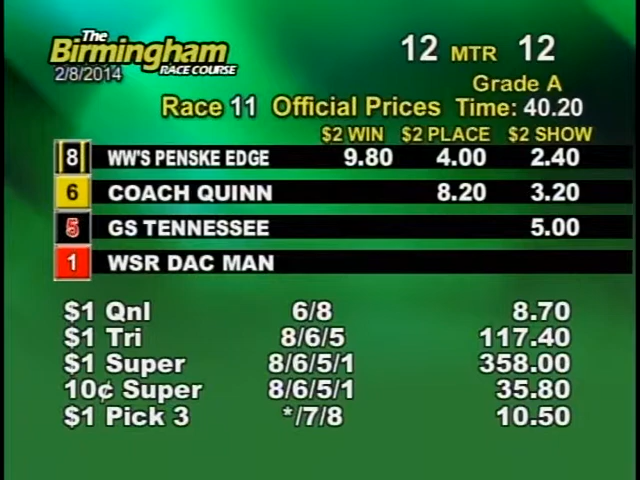 The
Birmingham
RACE COURSE
2/8/2014
12 MTR 12
Grade A
Race 11 Official Prices Time: 40.20
$2 WIN $2 PLACE $2 SHOW
8 WW'S PENSKE EDGE 9.80 4.00 2.40
6 COACH QUINN 8.20 3.20
5 GS TENNESSEE 5.00
1 WSR DAC MAN
$1 Qnl 6/8 8.70
$1 Tri 8/6/5 117.40
$1 Super 8/6/5/1 358.00
10¢ Super 8/6/5/1 35.80
$1 Pick 3 */7/8 10.50